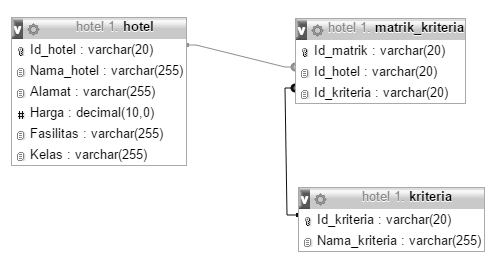 v hotel 1. hotel
Id_hotel : varchar(20)
Nama_hotel : varchar(255)
Alamat : varchar(255)
# Harga : decimal(10,0)
Fasilitas : varchar(255)
Kelas : varchar(255)
v hotel 1. matrik_kriteria
Id_matrik : varchar(20)
Id_hotel : varchar(20)
Id_kriteria : varchar(20)
v hotel 1. kriteria
Id_kriteria : varchar(20)
Nama_kriteria : varchar(255)